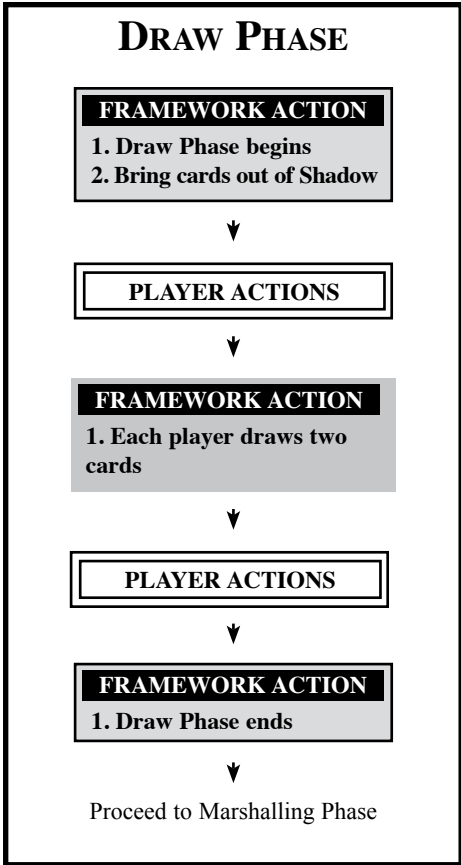 DRAW PHASE
FRAMEWORK ACTION
1. Draw Phase begins
2. Bring cards out of Shadow
PLAYER ACTIONS
FRAMEWORK ACTION
1. Each player draws two
cards
PLAYER ACTIONS
FRAMEWORK ACTION
1. Draw Phase ends
Proceed to Marshalling Phase